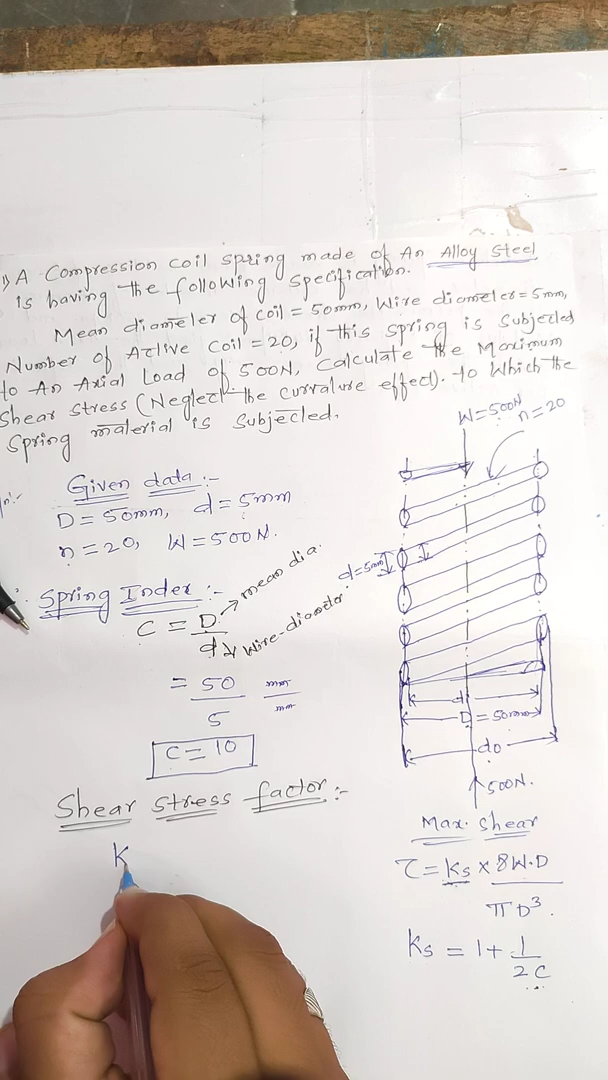 1) A Compression coil spring made of An Alloy Steel
is having the following specification.
Mean diameter of coil = 50mm, Wire diameter = 5mm,
Number of Active coil = 20, if this spring is Subjected
to An Axial Load of 500N, Calculate the Maximum
Shear stress (Neglect the curvature effect). to Which the
Spring material is Subjected.
W=500N
n=20
Given data:-
D = 50mm, d = 5mm
n = 20, W = 500N.
Spring Index:-
C = D/d
mean dia.
Wire-diameter
= 50/5 mm/mm
C = 10
d=5mm
di
D = 50mm
do
500N.
Shear Stress factor:-
K
Max. Shear
τ = Ks × 8W.D/πD³.
Ks = 1 + 1/2C